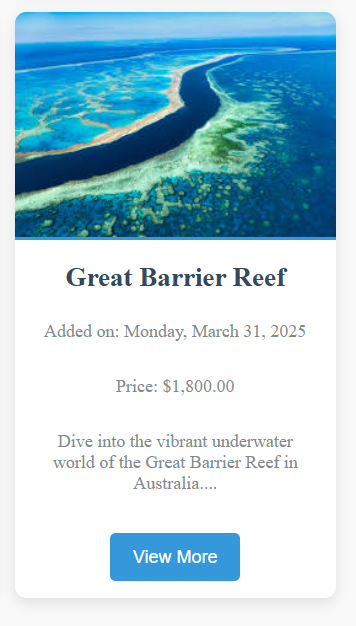 Great Barrier Reef
Added on: Monday, March 31, 2025
Price: $1,800.00
Dive into the vibrant underwater
world of the Great Barrier Reef in
Australia....
View More